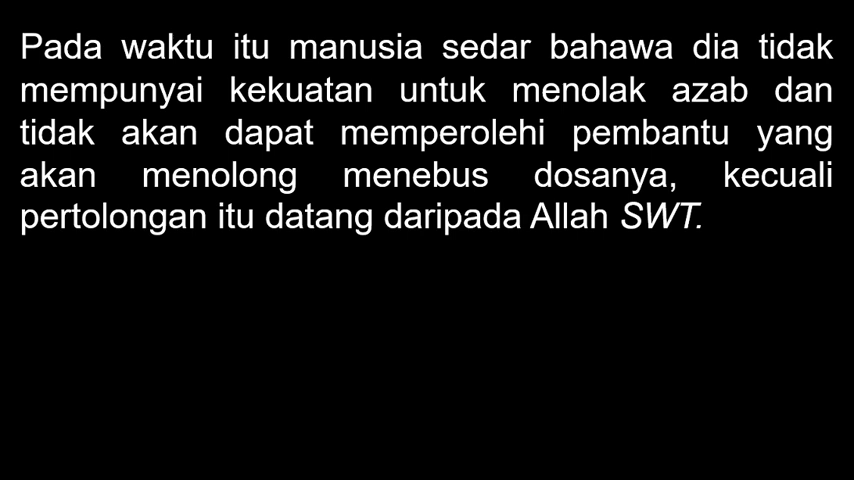 Pada waktu itu manusia sedar bahawa dia tidak
mempunyai kekuatan untuk menolak azab dan
tidak akan dapat memperolehi pembantu yang
akan menolong menebus dosanya, kecuali
pertolongan itu datang daripada Allah SWT.